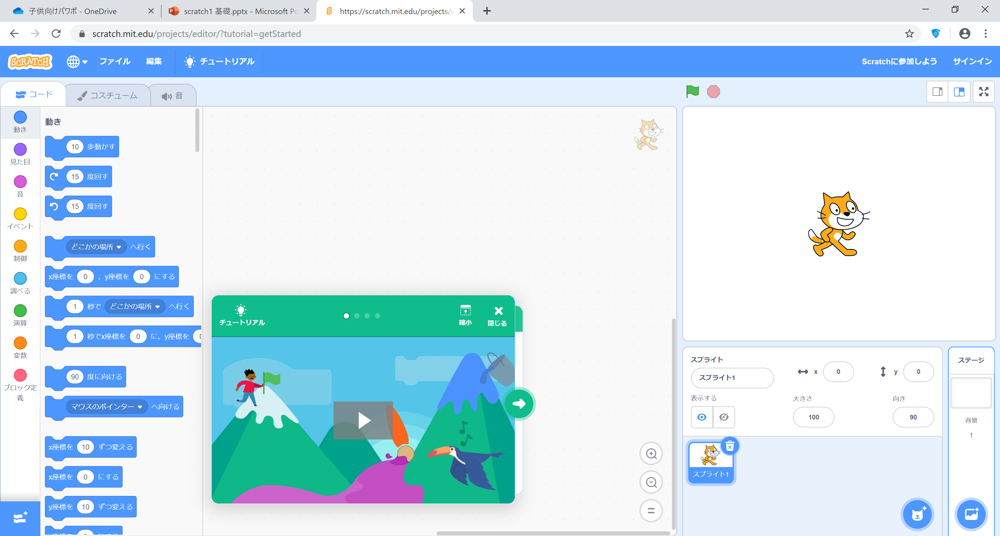 子供向けパワポ - OneDrive
scratch1 基礎.pptx - Microsoft Po
https://scratch.mit.edu/projects/e
scratch.mit.edu/projects/editor/?tutorial=getStarted
SCRATCH
ファイル
編集
チュートリアル
Scratchに参加しよう
サインイン
コード
コスチューム
音
動き
見た目
音
イベント
制御
調べる
演算
変数
ブロック定
義
動き
10 歩動かす
15 度回す
15 度回す
どこかの場所 へ行く
x座標を 0 、y座標を 0 にする
1 秒で どこかの場所 へ行く
1 秒でx座標を 0 に、y座標を 0
90 度に向ける
マウスのポインター へ向ける
x座標を 10 ずつ変える
x座標を 0 にする
y座標を 10 ずつ変える
チュートリアル
縮小
閉じる
スプライト
スプライト1
x 0
y 0
表示する
大きさ
100
向き
90
スプライト1
ステージ
背景
1